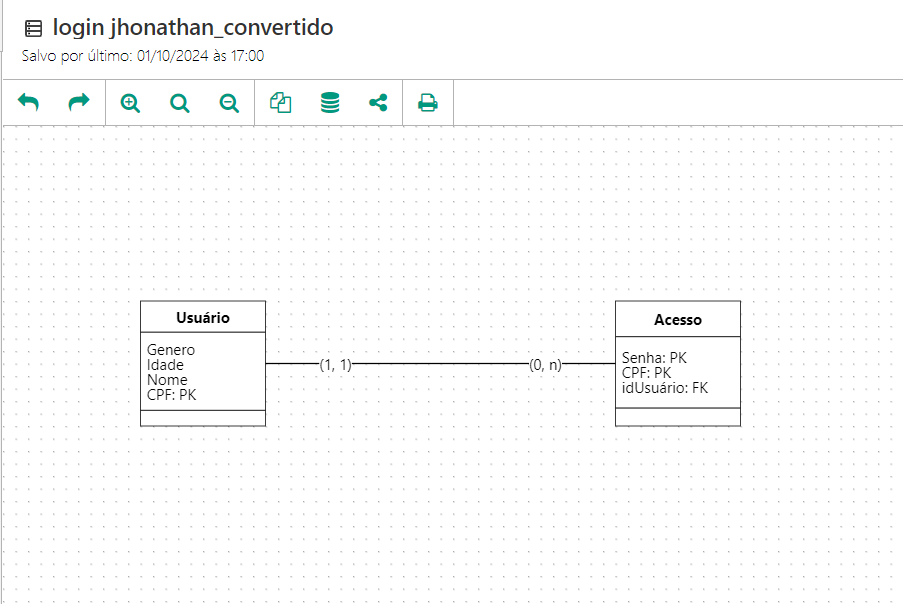 login jhonathan_convertido
Salvo por último: 01/10/2024 às 17:00
Usuário
Genero
Idade
Nome
CPF: PK
(1, 1)
(0, n)
Acesso
Senha: PK
CPF: PK
idUsuário: FK